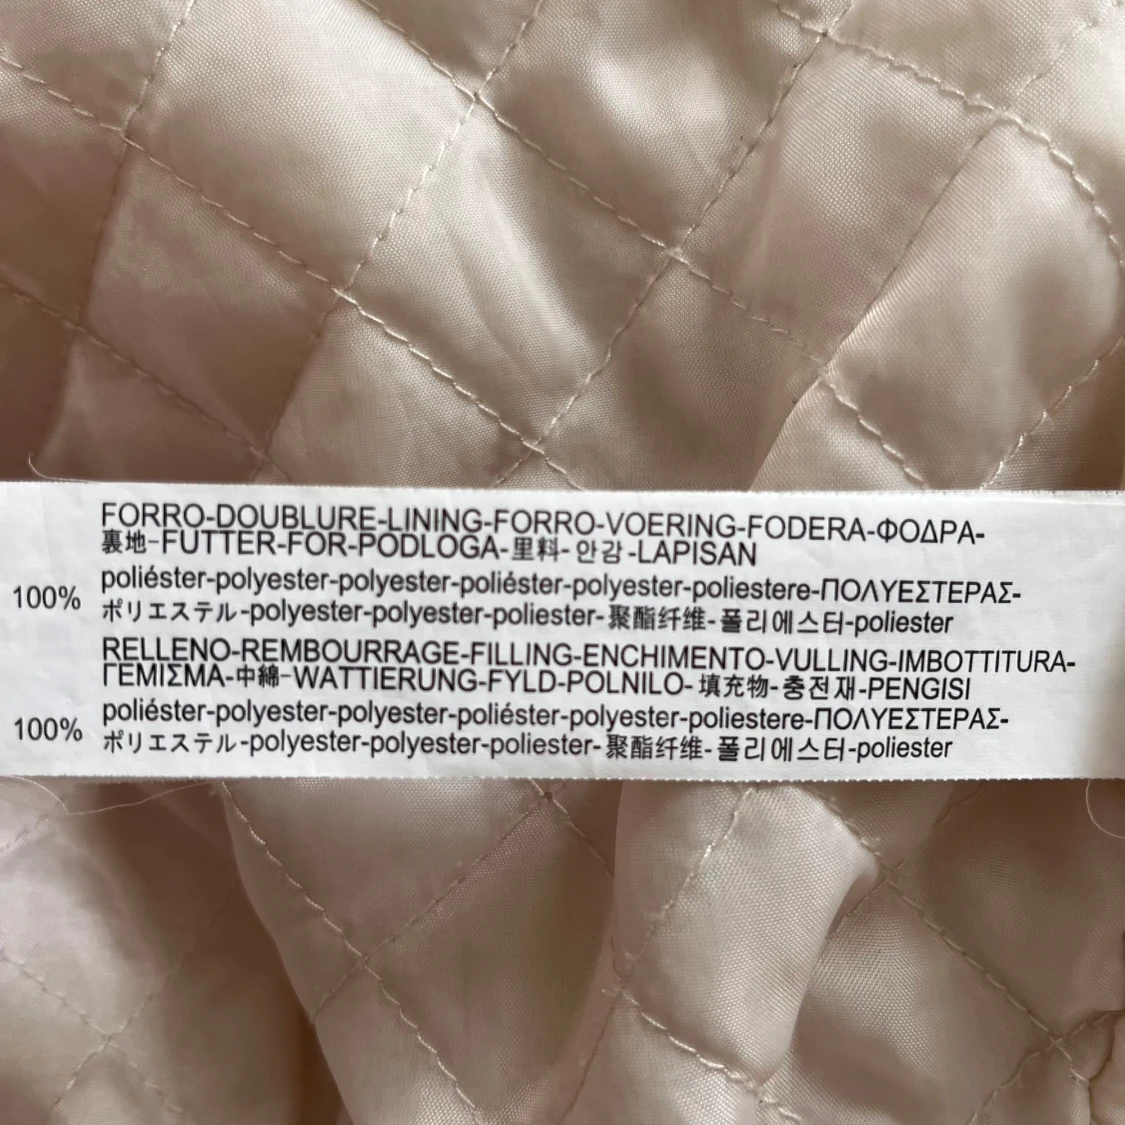 FORRO-DOUBLURE-LINING-FORRO-VOERING-FODERA-ΦΟΔΡΑ-
裏地-FUTTER-FOR-PODLOGA-里料-안감-LAPISAN
100% poliéster-polyester-polyester-poliéster-polyester-poliestere-ΠΟΛΥΕΣΤΕΡΑΣ-
ポリエステル-polyester-polyester-poliester-聚酯纤维-폴리에스터-poliester
RELLENO-REMBOURRAGE-FILLING-ENCHIMENTO-VULLING-IMBOTTITURA-
ΓΕΜΙΣΜΑ-中綿-WATTIERUNG-FYLD-POLNILO-填充物-충전재-PENGISI
100% poliéster-polyester-polyester-poliéster-polyester-poliestere-ΠΟΛΥΕΣΤΕΡΑΣ-
ポリエステル-polyester-polyester-poliester-聚酯纤维-폴리에스터-poliester